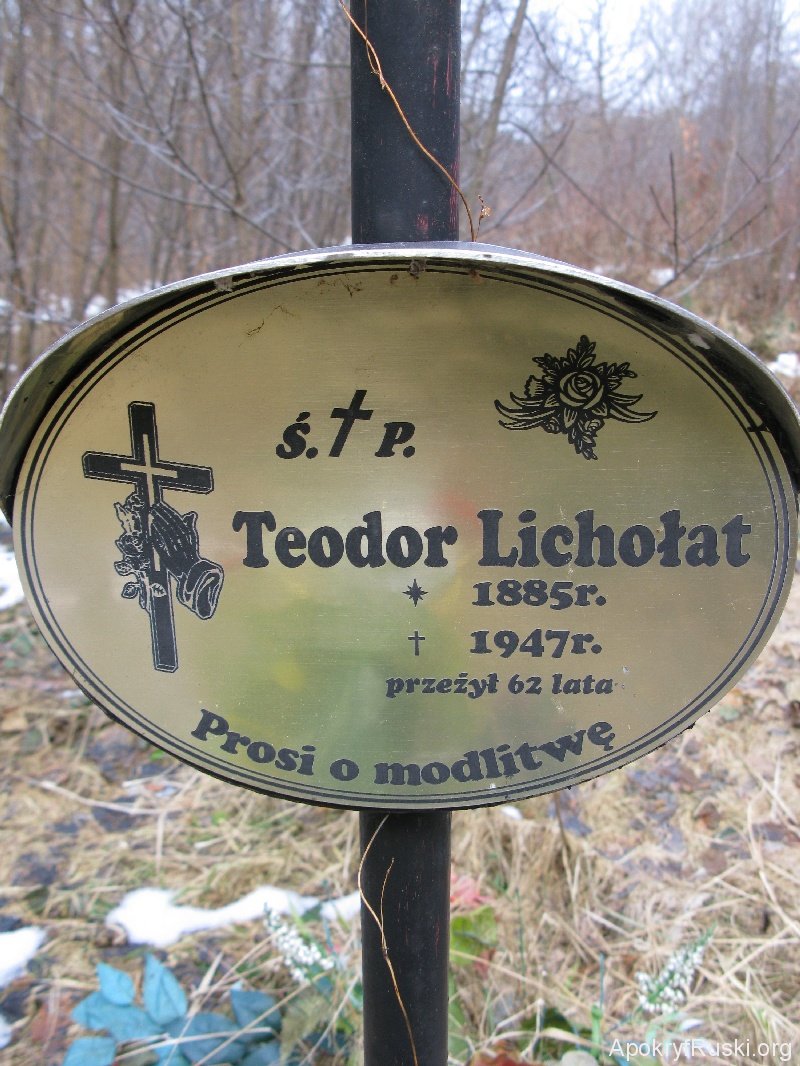 Ś. † P.
Teodor Lichołat
1885r.
† 1947r.
przeżył 62 lata
Prosi o modlitwę
ApokryfRuski.org